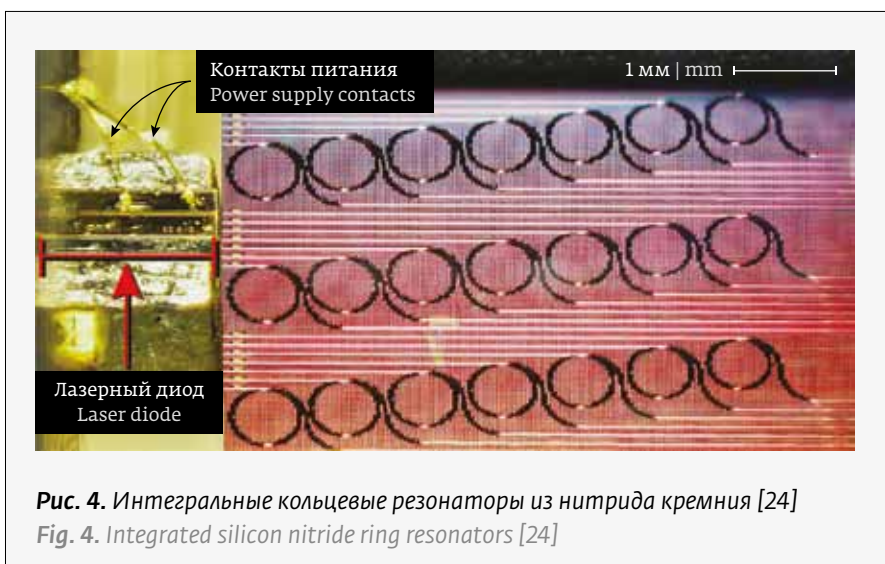 Контакты питания
Power supply contacts
1 мм | mm
Лазерный диод
Laser diode
Рис. 4. Интегральные кольцевые резонаторы из нитрида кремния [24]
Fig. 4. Integrated silicon nitride ring resonators [24]